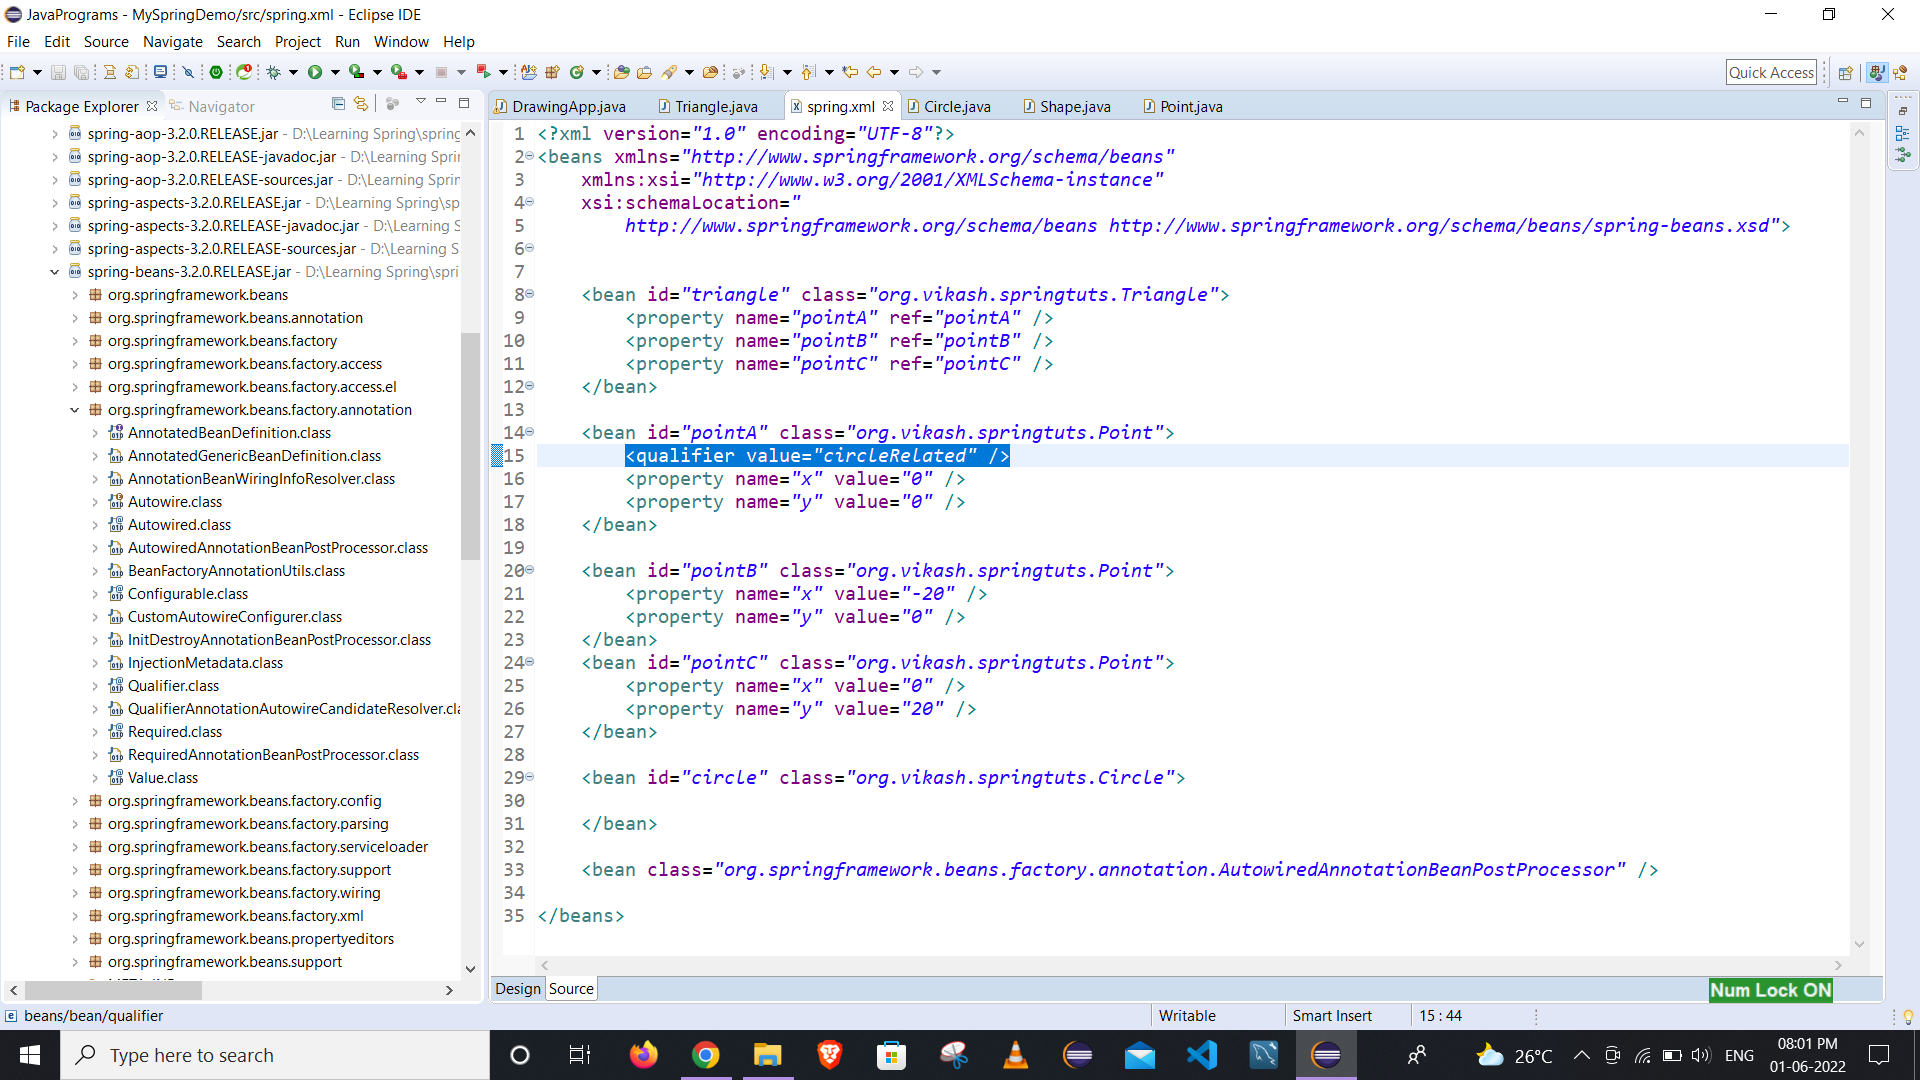 JavaPrograms - MySpringDemo/src/spring.xml - Eclipse IDE
File Edit Source Navigate Search Project Run Window Help
Quick Access
Package Explorer Navigator
spring-aop-3.2.0.RELEASE.jar - D:\Learning Spring\spring
spring-aop-3.2.0.RELEASE-javadoc.jar - D:\Learning Sprir
spring-aop-3.2.0.RELEASE-sources.jar - D:\Learning Sprin
spring-aspects-3.2.0.RELEASE.jar - D:\Learning Spring\sp
spring-aspects-3.2.0.RELEASE-javadoc.jar - D:\Learning S
spring-aspects-3.2.0.RELEASE-sources.jar - D:\Learning S
spring-beans-3.2.0.RELEASE.jar - D:\Learning Spring\spri
org.springframework.beans
org.springframework.beans.annotation
org.springframework.beans.factory
org.springframework.beans.factory.access
org.springframework.beans.factory.access.el
org.springframework.beans.factory.annotation
AnnotatedBeanDefinition.class
AnnotatedGenericBeanDefinition.class
AnnotationBeanWiringInfoResolver.class
Autowire.class
Autowired.class
AutowiredAnnotationBeanPostProcessor.class
BeanFactoryAnnotationUtils.class
Configurable.class
CustomAutowireConfigurer.class
InitDestroyAnnotationBeanPostProcessor.class
InjectionMetadata.class
Qualifier.class
QualifierAnnotationAutowireCandidateResolver.cla
Required.class
RequiredAnnotationBeanPostProcessor.class
Value.class
org.springframework.beans.factory.config
org.springframework.beans.factory.parsing
org.springframework.beans.factory.serviceloader
org.springframework.beans.factory.support
org.springframework.beans.factory.wiring
org.springframework.beans.factory.xml
org.springframework.beans.propertyeditors
org.springframework.beans.support
DrawingApp.java Triangle.java spring.xml Circle.java Shape.java Point.java
1 <?xml version="1.0" encoding="UTF-8"?>
2 <beans xmlns="http://www.springframework.org/schema/beans"
3 xmlns:xsi="http://www.w3.org/2001/XMLSchema-instance"
4 xsi:schemaLocation="
5 http://www.springframework.org/schema/beans http://www.springframework.org/schema/beans/spring-beans.xsd">
6
7
8 <bean id="triangle" class="org.vikash.springtuts.Triangle">
9 <property name="pointA" ref="pointA" />
10 <property name="pointB" ref="pointB" />
11 <property name="pointC" ref="pointC" />
12 </bean>
13
14 <bean id="pointA" class="org.vikash.springtuts.Point">
15 <qualifier value="circleRelated" />
16 <property name="x" value="0" />
17 <property name="y" value="0" />
18 </bean>
19
20 <bean id="pointB" class="org.vikash.springtuts.Point">
21 <property name="x" value="-20" />
22 <property name="y" value="0" />
23 </bean>
24 <bean id="pointC" class="org.vikash.springtuts.Point">
25 <property name="x" value="0" />
26 <property name="y" value="20" />
27 </bean>
28
29 <bean id="circle" class="org.vikash.springtuts.Circle">
30
31 </bean>
32
33 <bean class="org.springframework.beans.factory.annotation.AutowiredAnnotationBeanPostProcessor" />
34
35 </beans>
Design Source
Num Lock ON
beans/bean/qualifier Writable Smart Insert 15 : 44
Type here to search
26°C ENG 08:01 PM
01-06-2022